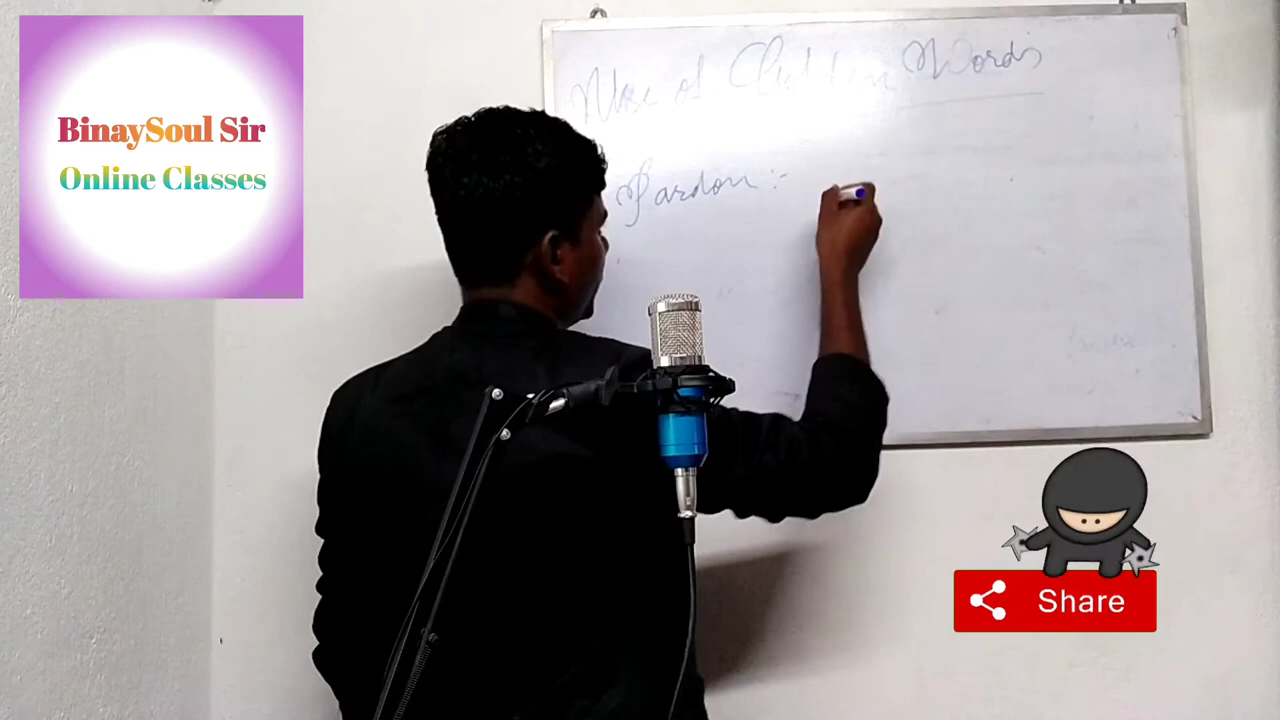 BinaySoul Sir
Online Classes
Use of Words
Pardon :-
Share